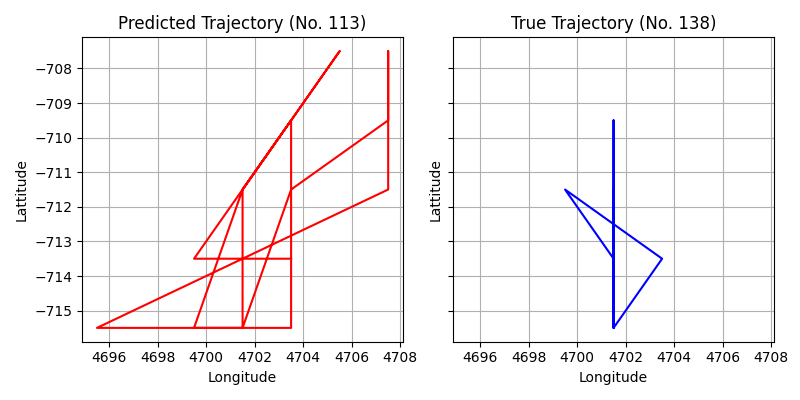 Predicted Trajectory (No. 113)
True Trajectory (No. 138)
Lattitude
−708
−709
−710
−711
−712
−713
−714
−715
4696 4698 4700 4702 4704 4706 4708
Longitude
Lattitude
4696 4698 4700 4702 4704 4706 4708
Longitude